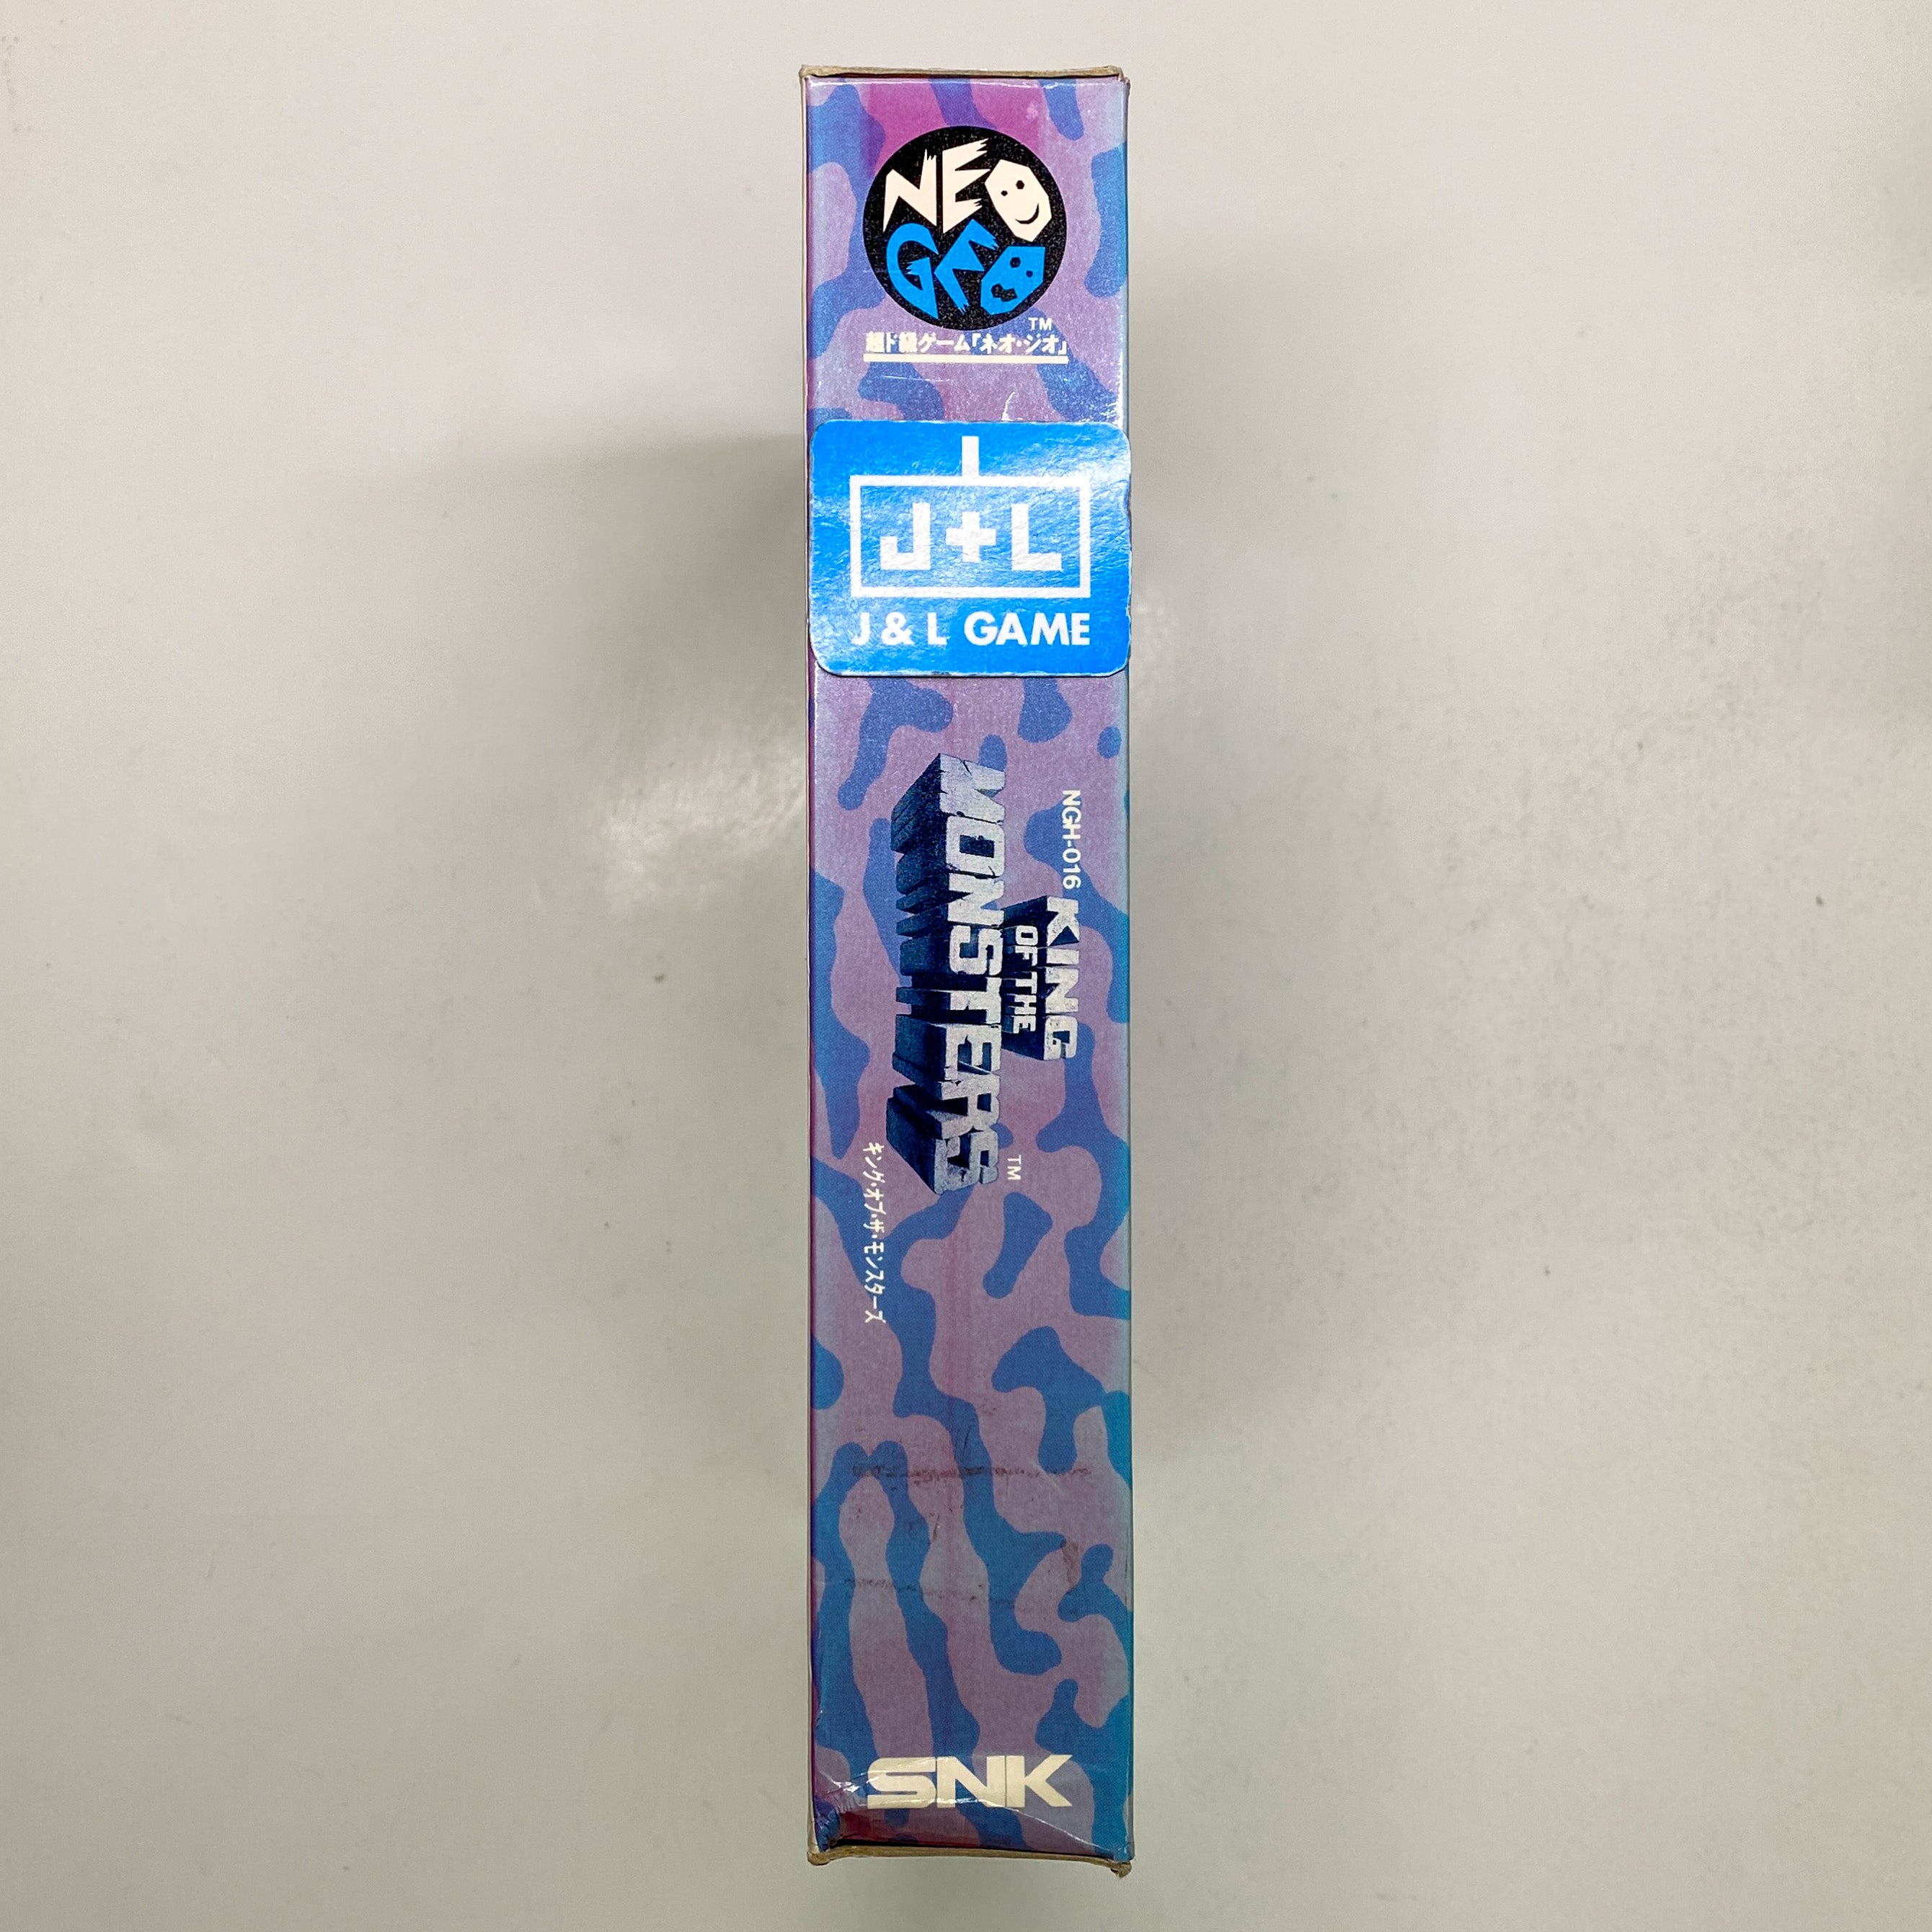 NEO
GEO
TM
超ド級ゲーム「ネオ・ジオ」
J+L
J & L GAME
NGH-016
KING
OF THE
MONSTERS
TM
キング・オブ・ザ・モンスターズ
SNK